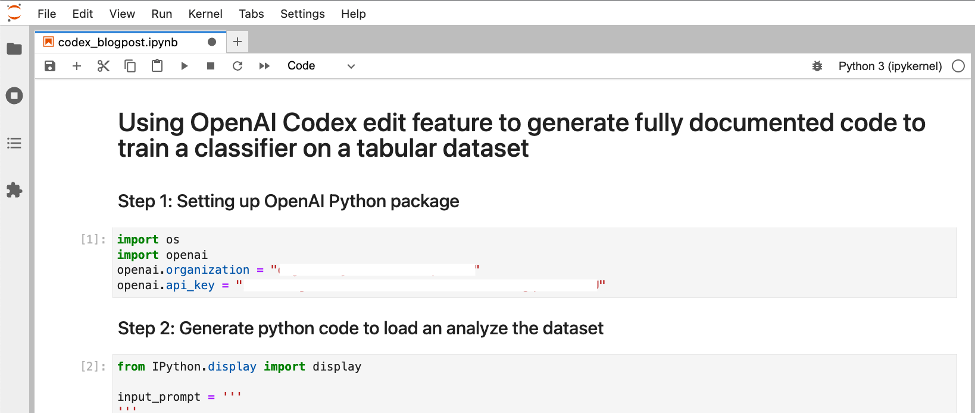 File Edit View Run Kernel Tabs Settings Help
codex_blogpost.ipynb
Code
Python 3 (ipykernel)
Using OpenAI Codex edit feature to generate fully documented code to
train a classifier on a tabular dataset
Step 1: Setting up OpenAI Python package
[1]: import os
import openai
openai.organization = " "
openai.api_key = " "
Step 2: Generate python code to load an analyze the dataset
[2]: from IPython.display import display
input_prompt = '''
'''